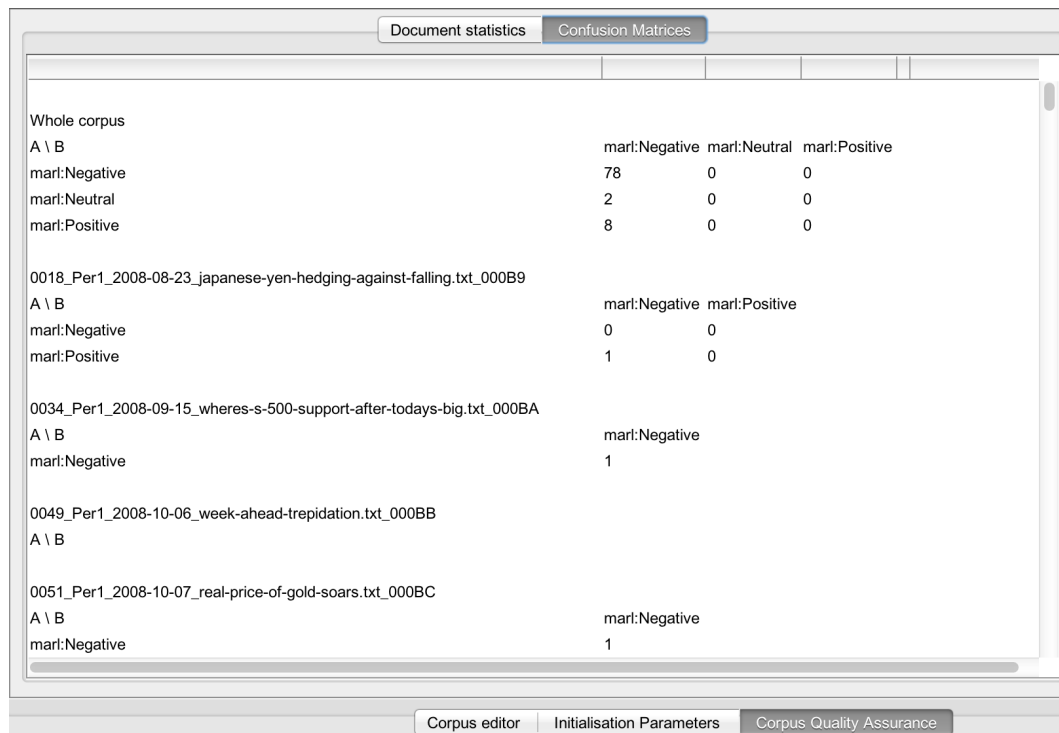 Document statistics Confusion Matrices
Whole corpus
A \ B marl:Negative marl:Neutral marl:Positive
marl:Negative 78 0 0
marl:Neutral 2 0 0
marl:Positive 8 0 0
0018_Per1_2008-08-23_japanese-yen-hedging-against-falling.txt_000B9
A \ B marl:Negative marl:Positive
marl:Negative 0 0
marl:Positive 1 0
0034_Per1_2008-09-15_wheres-s-500-support-after-todays-big.txt_000BA
A \ B marl:Negative
marl:Negative 1
0049_Per1_2008-10-06_week-ahead-trepidation.txt_000BB
A \ B
0051_Per1_2008-10-07_real-price-of-gold-soars.txt_000BC
A \ B marl:Negative
marl:Negative 1
Corpus editor Initialisation Parameters Corpus Quality Assurance